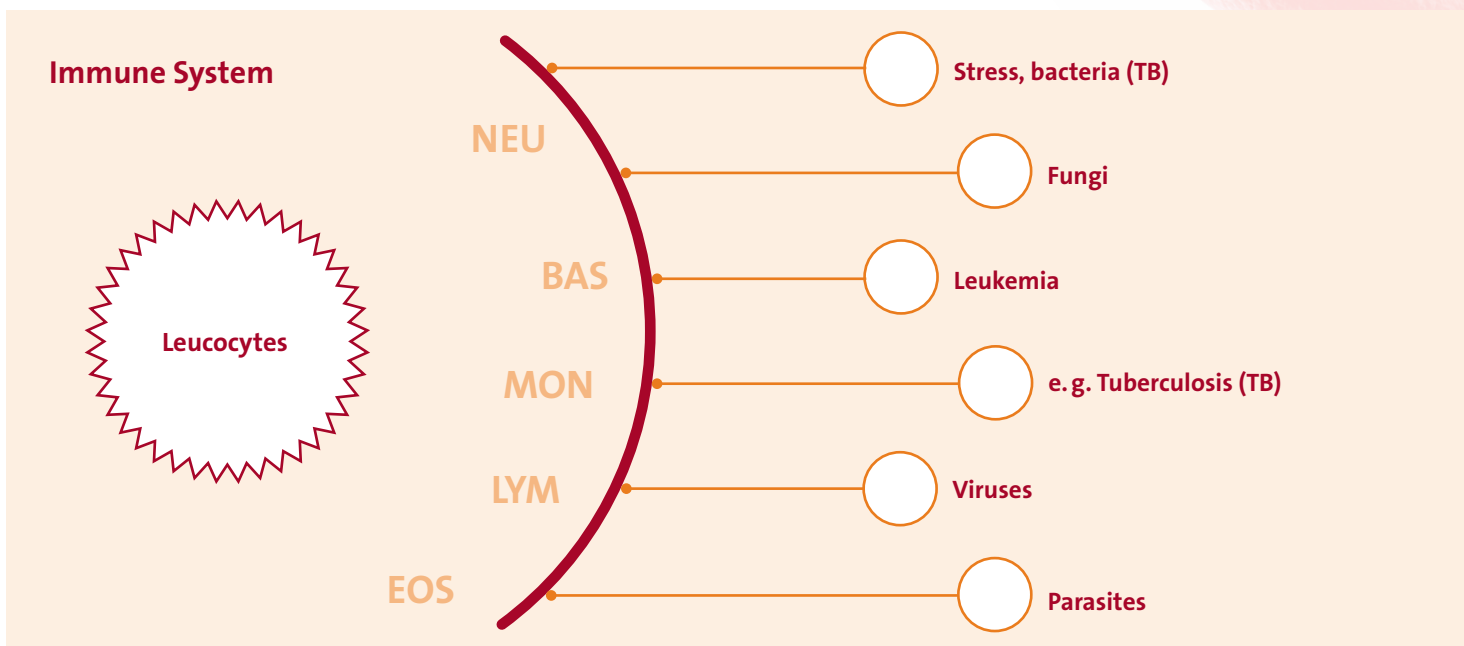 Immune System
Stress, bacteria (TB)
NEU
Fungi
BAS
Leukemia
Leucocytes
MON
e. g. Tuberculosis (TB)
LYM
Viruses
EOS
Parasites